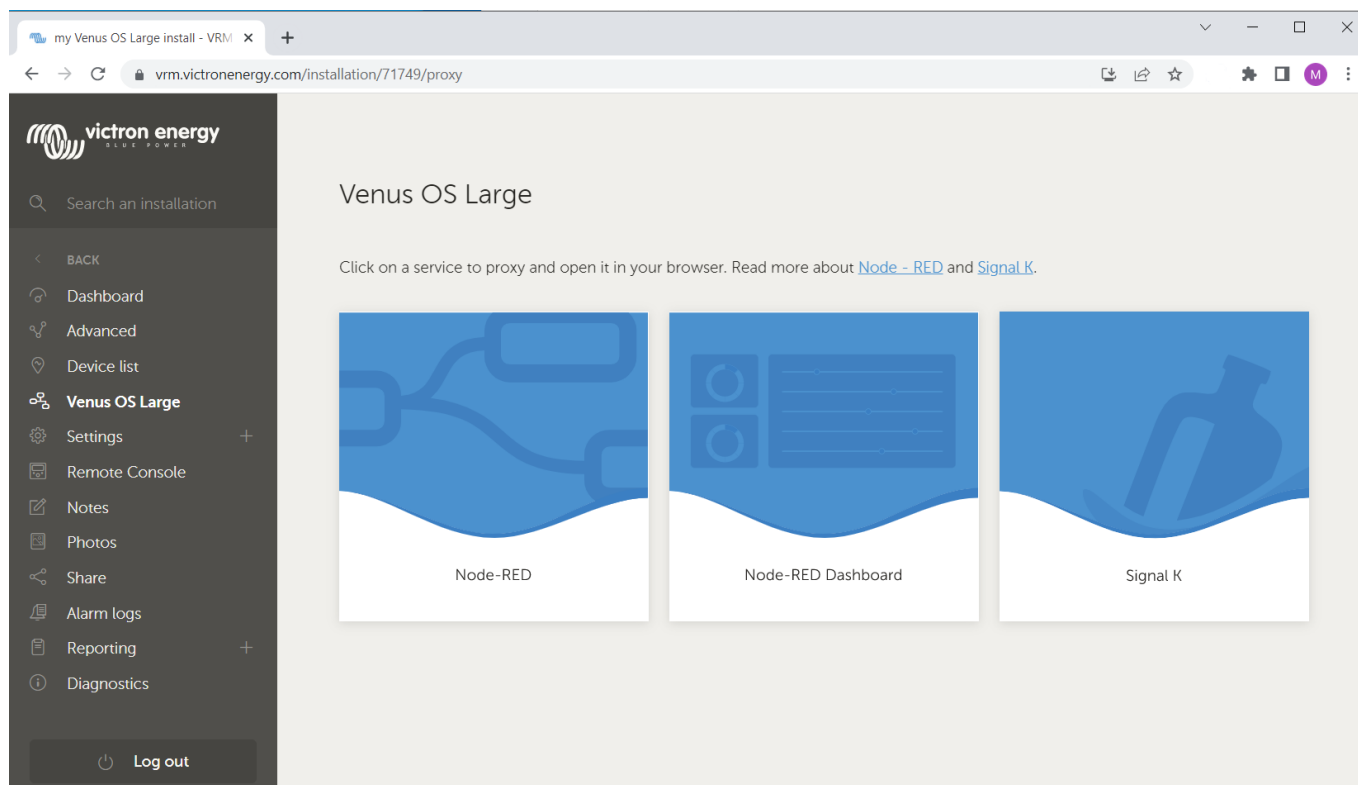 my Venus OS Large install - VRM
vrm.victronenergy.com/installation/71749/proxy
M
victron energy
BLUE POWER
Search an installation
BACK
Dashboard
Advanced
Device list
Venus OS Large
Settings
Remote Console
Notes
Photos
Share
Alarm logs
Reporting
Diagnostics
Log out
Venus OS Large
Click on a service to proxy and open it in your browser. Read more about Node - RED and Signal K.
Node-RED
Node-RED Dashboard
Signal K